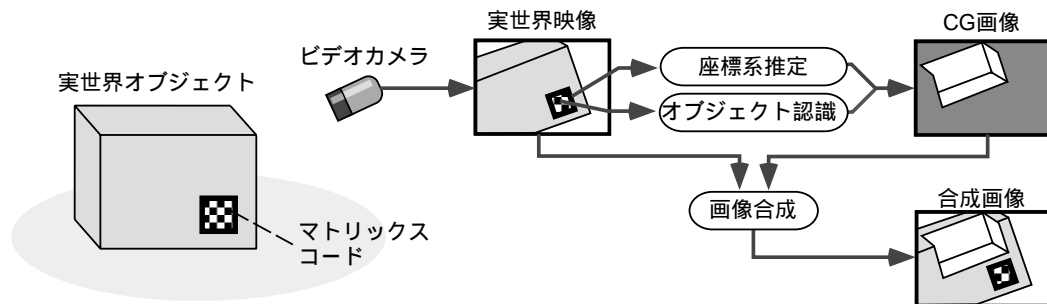 実世界映像
CG画像
ビデオカメラ
座標系推定
実世界オブジェクト
オブジェクト認識
画像合成
合成画像
マトリックス
コード